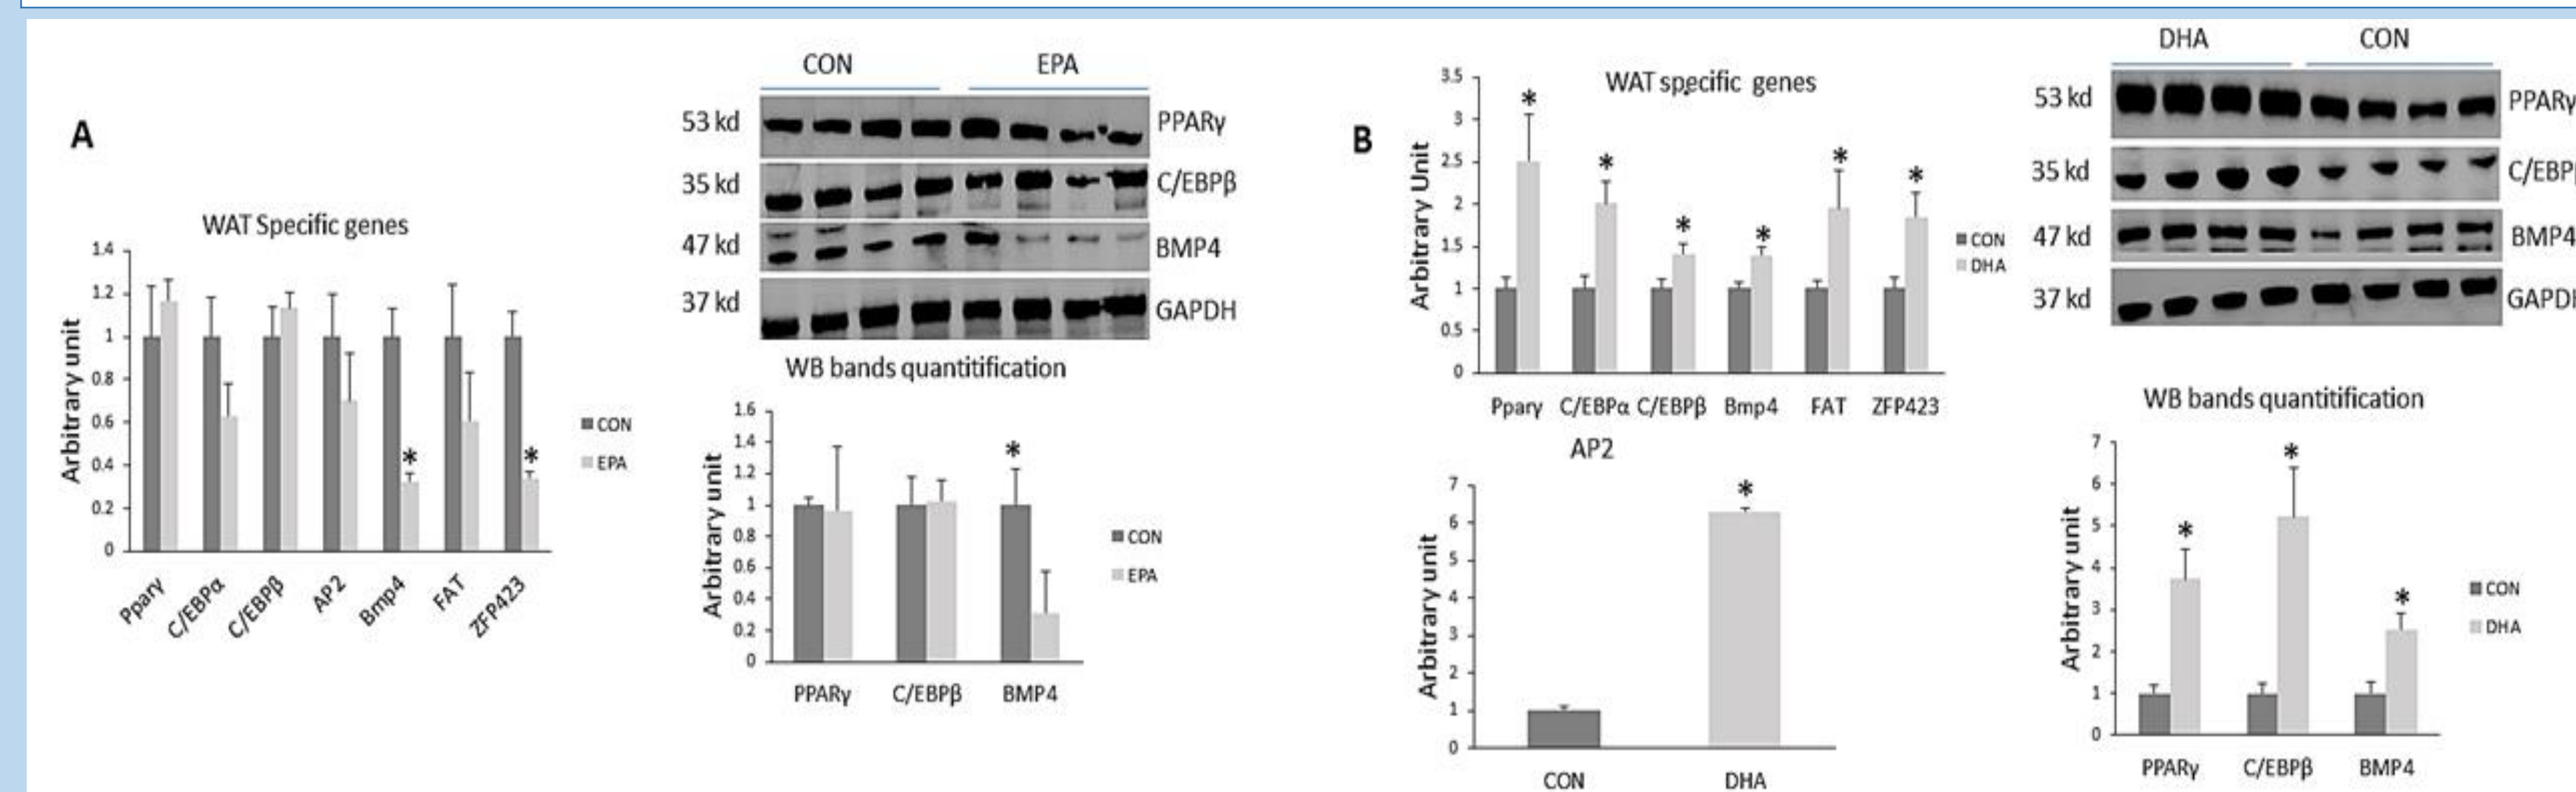 A
WAT Specific genes
Arbitrary unit
1.4
1.2
1
0.8
0.6
0.4
0.2
0
*
*
Pparγ
C/EBPα
C/EBPβ
AP2
Bmp4
FAT
ZFP423
CON
EPA
CON EPA
53 kd PPARγ
35 kd C/EBPβ
47 kd BMP4
37 kd GAPDH
WB bands quantitification
Arbitrary unit
1.6
1.4
1.2
1
0.8
0.6
0.4
0.2
0
*
PPARγ C/EBPβ BMP4
CON
EPA
B
WAT specific genes
Arbitrary Unit
3.5
3
2.5
2
1.5
1
0.5
0
* * * * * *
Pparγ C/EBPα C/EBPβ Bmp4 FAT ZFP423
CON
DHA
AP2
Arbitrary unit
7
6
5
4
3
2
1
0
*
CON DHA
DHA CON
53 kd PPARγ
35 kd C/EBP
47 kd BMP4
37 kd GAPD
WB bands quantitification
Arbitrary unit
7
6
5
4
3
2
1
0
* * *
PPARγ C/EBPβ BMP4
CON
DHA